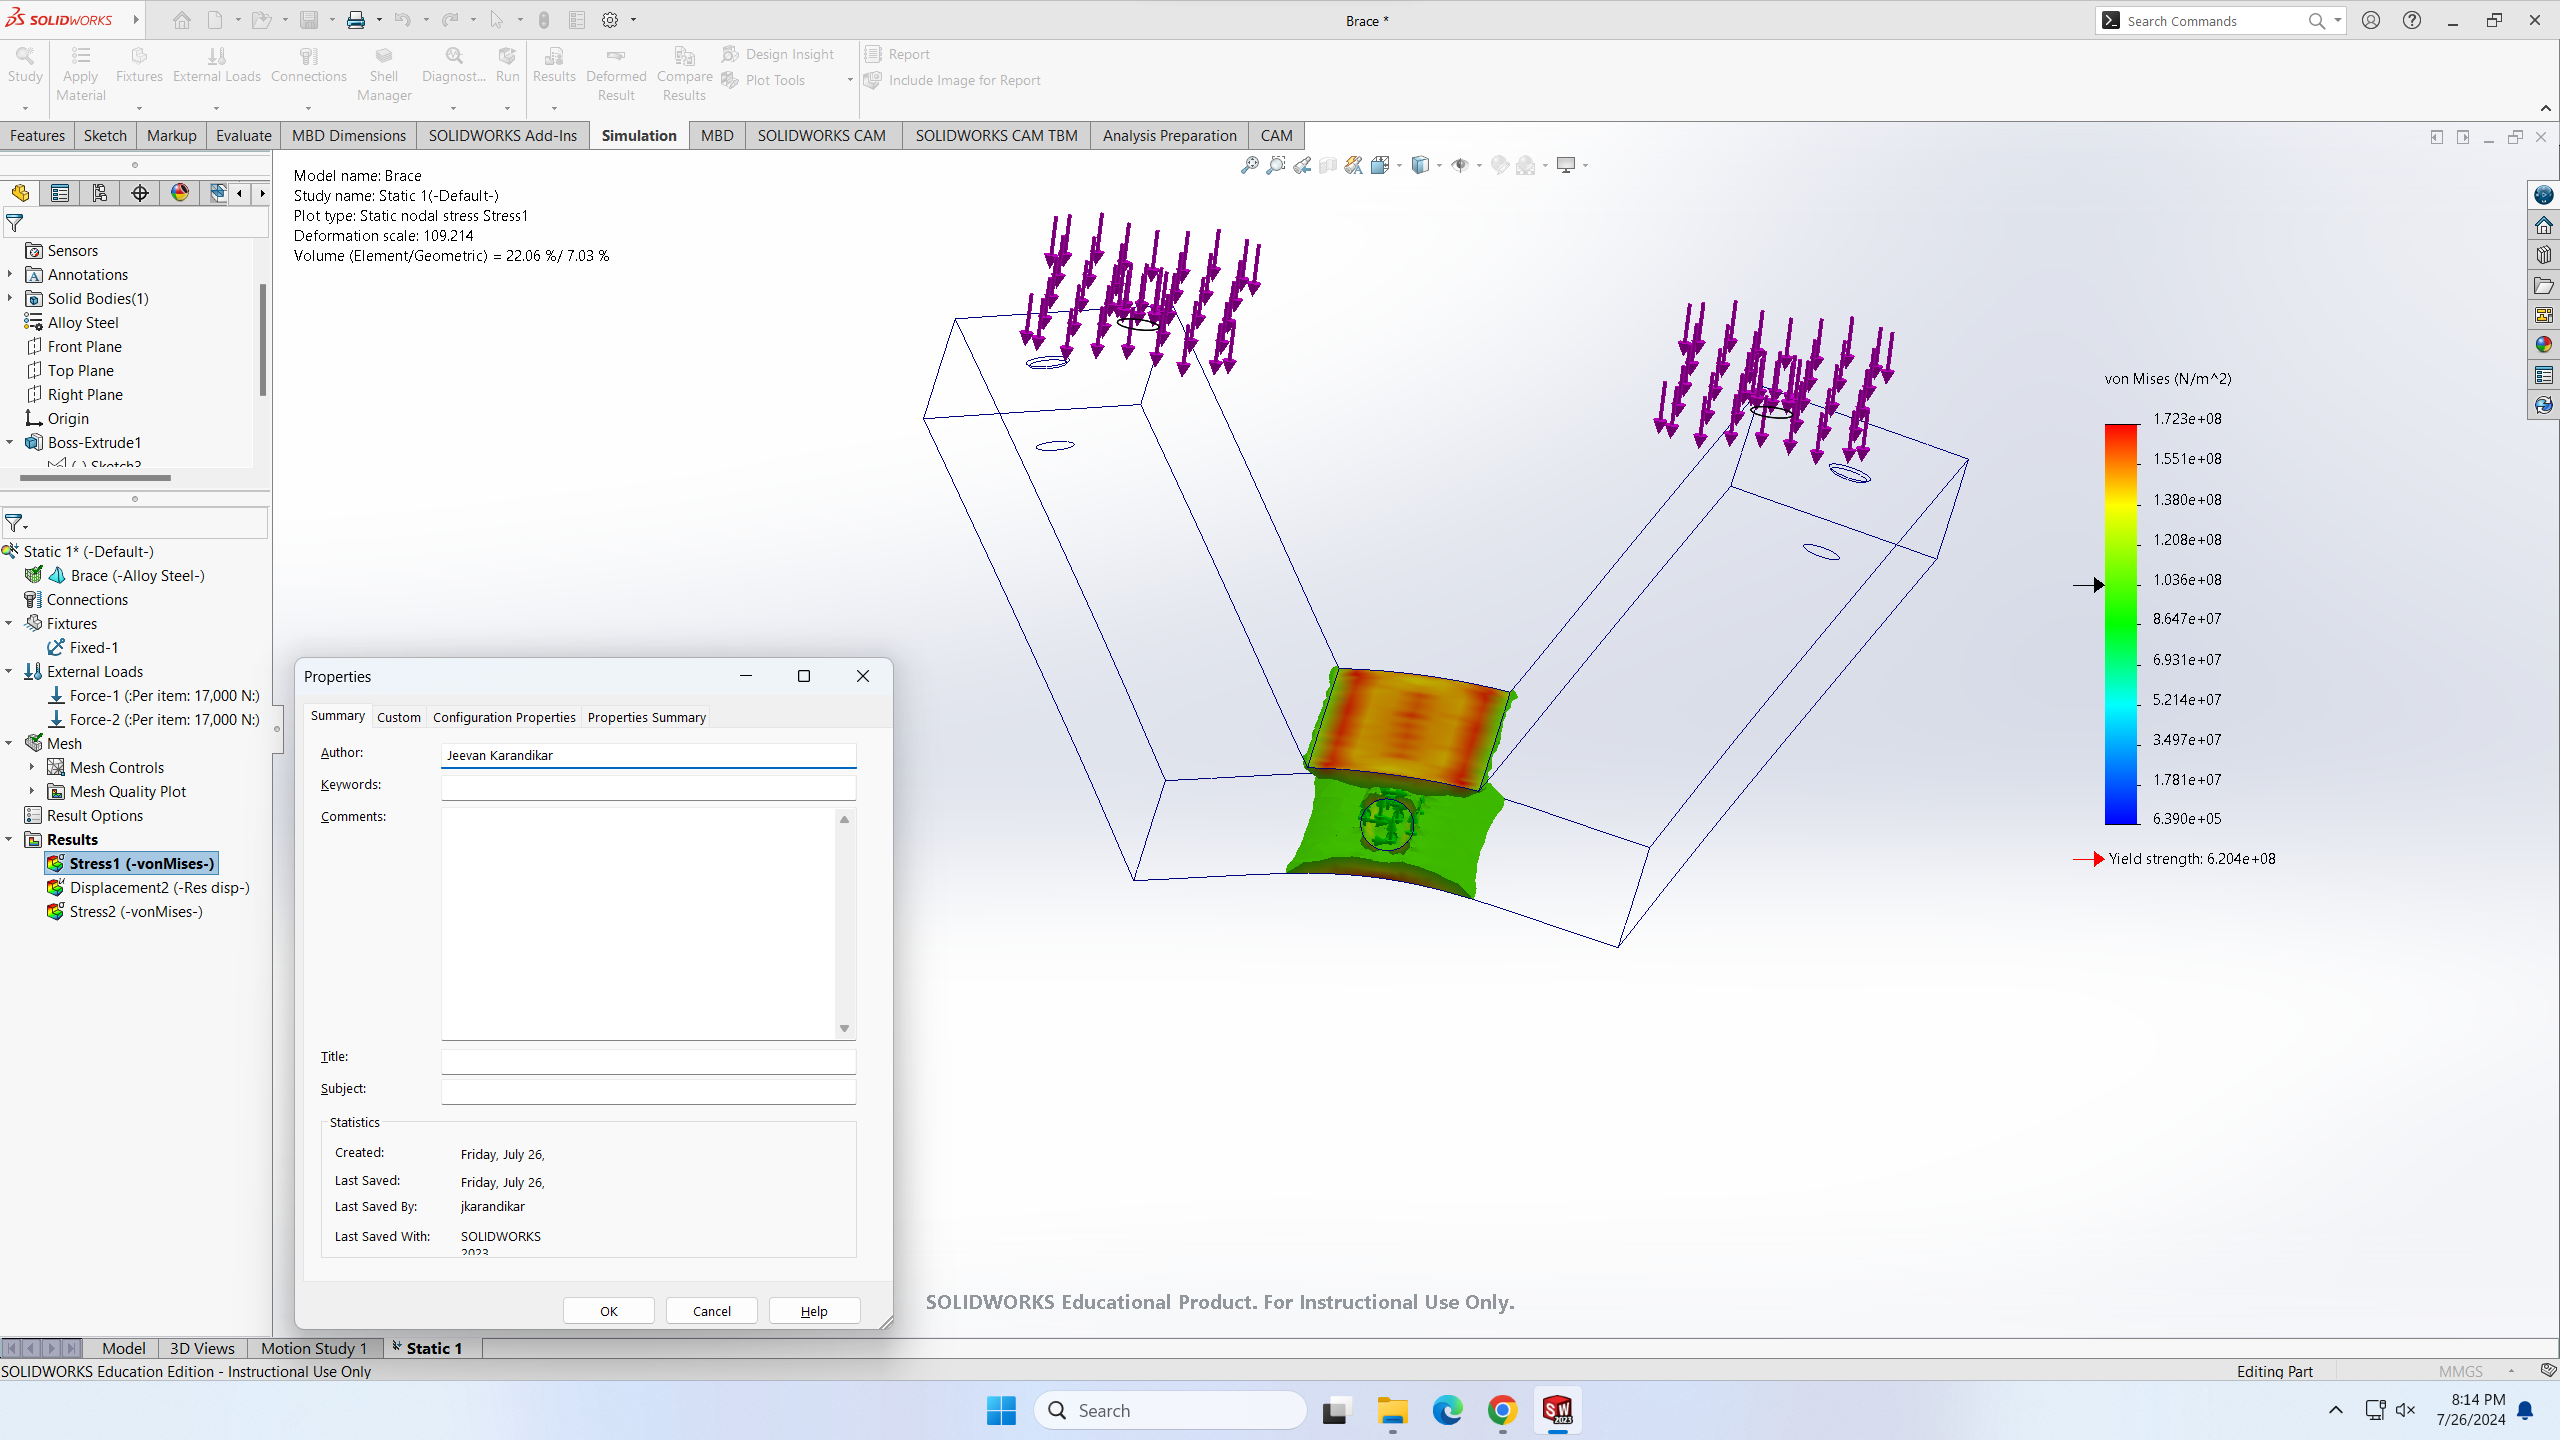 SOLIDWORKS
Brace *
Search Commands
Study
Apply Material
Fixtures
External Loads
Connections
Shell Manager
Diagnost...
Run
Results
Deformed Result
Compare Results
Design Insight
Plot Tools
Report
Include Image for Report
Features
Sketch
Markup
Evaluate
MBD Dimensions
SOLIDWORKS Add-Ins
Simulation
MBD
SOLIDWORKS CAM
SOLIDWORKS CAM TBM
Analysis Preparation
CAM
Sensors
Annotations
Solid Bodies(1)
Alloy Steel
Front Plane
Top Plane
Right Plane
Origin
Boss-Extrude1
(-) Sketch3
Static 1* (-Default-)
Brace (-Alloy Steel-)
Connections
Fixtures
Fixed-1
External Loads
Force-1 (:Per item: 17,000 N:)
Force-2 (:Per item: 17,000 N:)
Mesh
Mesh Controls
Mesh Quality Plot
Result Options
Results
Stress1 (-vonMises-)
Displacement2 (-Res disp-)
Stress2 (-vonMises-)
Model name: Brace
Study name: Static 1(-Default-)
Plot type: Static nodal stress Stress1
Deformation scale: 109.214
Volume (Element/Geometric) = 22.06 %/ 7.03 %
von Mises (N/m^2)
1.723e+08
1.551e+08
1.380e+08
1.208e+08
1.036e+08
8.647e+07
6.931e+07
5.214e+07
3.497e+07
1.781e+07
6.390e+05
Yield strength: 6.204e+08
Properties
Summary
Custom
Configuration Properties
Properties Summary
Author: Jeevan Karandikar
Keywords:
Comments:
Title:
Subject:
Statistics
Created: Friday, July 26,
Last Saved: Friday, July 26,
Last Saved By: jkarandikar
Last Saved With: SOLIDWORKS
2023
OK
Cancel
Help
SOLIDWORKS Educational Product. For Instructional Use Only.
Model
3D Views
Motion Study 1
Static 1
SOLIDWORKS Education Edition - Instructional Use Only
Editing Part
MMGS
Search
SW
2023
8:14 PM
7/26/2024